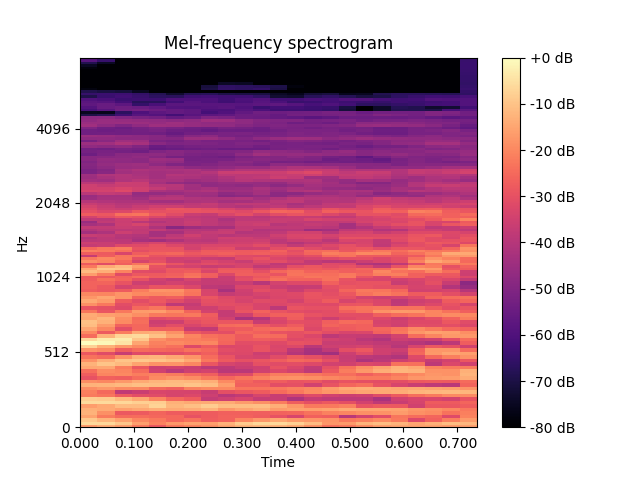 Mel-frequency spectrogram
Hz
4096
2048
1024
512
0
0.000 0.100 0.200 0.300 0.400 0.500 0.600 0.700
Time
+0 dB
-10 dB
-20 dB
-30 dB
-40 dB
-50 dB
-60 dB
-70 dB
-80 dB